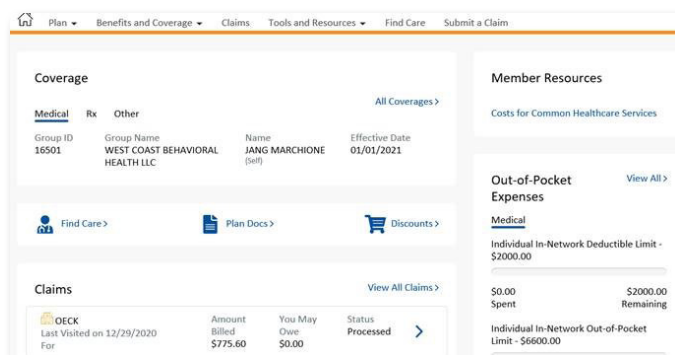 Plan Benefits and Coverage Claims Tools and Resources Find Care Submit a Claim
Coverage
All Coverages >
Medical Rx Other
Group ID Group Name Name Effective Date
16501 WEST COAST BEHAVIORAL JANG MARCHIONE 01/01/2021
HEALTH LLC (Self)
Find Care > Plan Docs > Discounts >
Claims View All Claims >
OECK Amount You May Status
Last Visited on 12/29/2020 Billed Owe Processed
For $775.60 $0.00
Member Resources
Costs for Common Healthcare Services
Out-of-Pocket View All >
Expenses
Medical
Individual In-Network Deductible Limit -
$2000.00
$0.00 $2000.00
Spent Remaining
Individual In-Network Out-of-Pocket
Limit - $6600.00